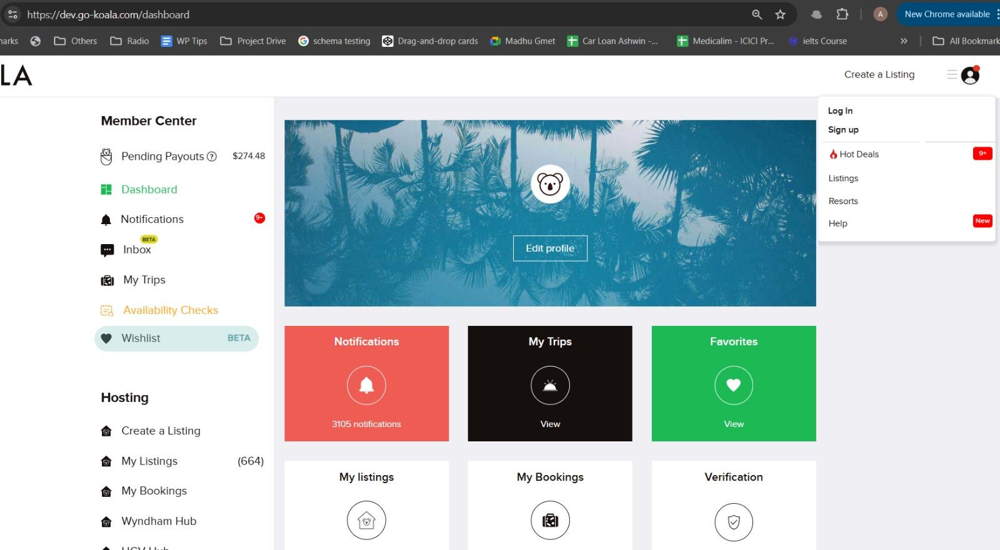 https://dev.go-koala.com/dashboard
A
New Chrome available
narks
Others
Radio
WP Tips
Project Drive
schema testing
Drag-and-drop cards
Madhu Gmet
Car Loan Ashwin -...
Medicalim - ICICI Pr...
ielts Course
»
All Bookmark
LA
Create a Listing
Log In
Sign up
Hot Deals
9+
Listings
Resorts
Help
New
Member Center
Pending Payouts ? $274.48
Dashboard
Notifications 9+
BETA
Inbox
My Trips
Availability Checks
Wishlist BETA
Hosting
Create a Listing
My Listings (664)
My Bookings
Wyndham Hub
HGV Hub
Edit profile
Notifications
3105 notifications
My Trips
View
Favorites
View
My listings
My Bookings
Verification